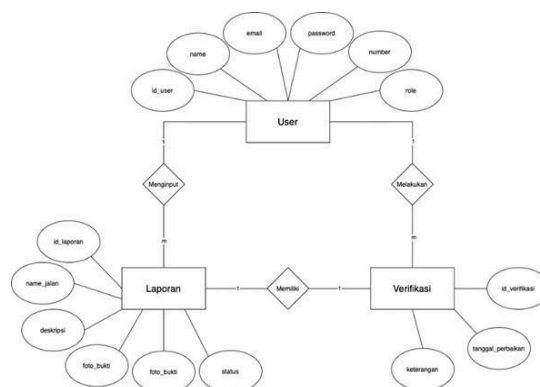 email
password
name
number
id_user
role
User
1
1
Menginput
Melakukan
m
m
id_laporan
name_jalan
Laporan
1
Memiliki
1
Verifikasi
id_verifikasi
deskripsi
foto_bukti
foto_bukti
status
keterangan
tanggal_perbaikan